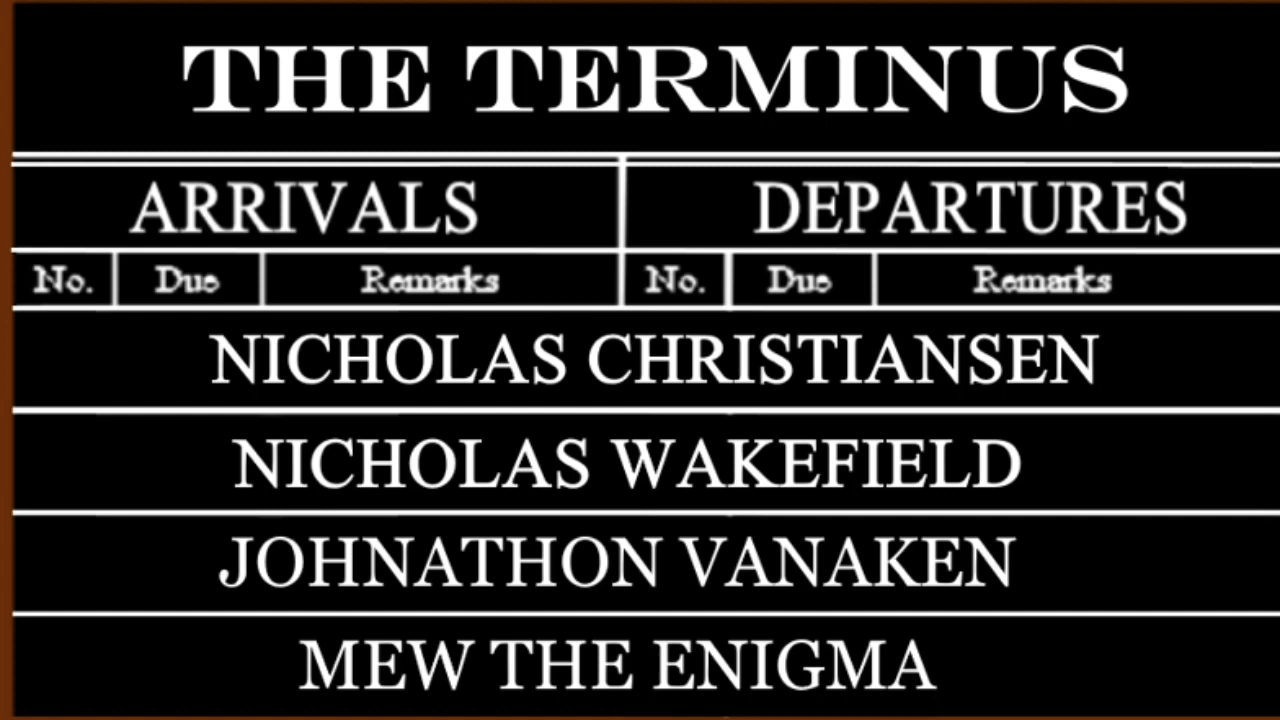 THE TERMINUS
ARRIVALS DEPARTURES
No. Due Remarks No. Due Remarks
NICHOLAS CHRISTIANSEN
NICHOLAS WAKEFIELD
JOHNATHON VANAKEN
MEW THE ENIGMA